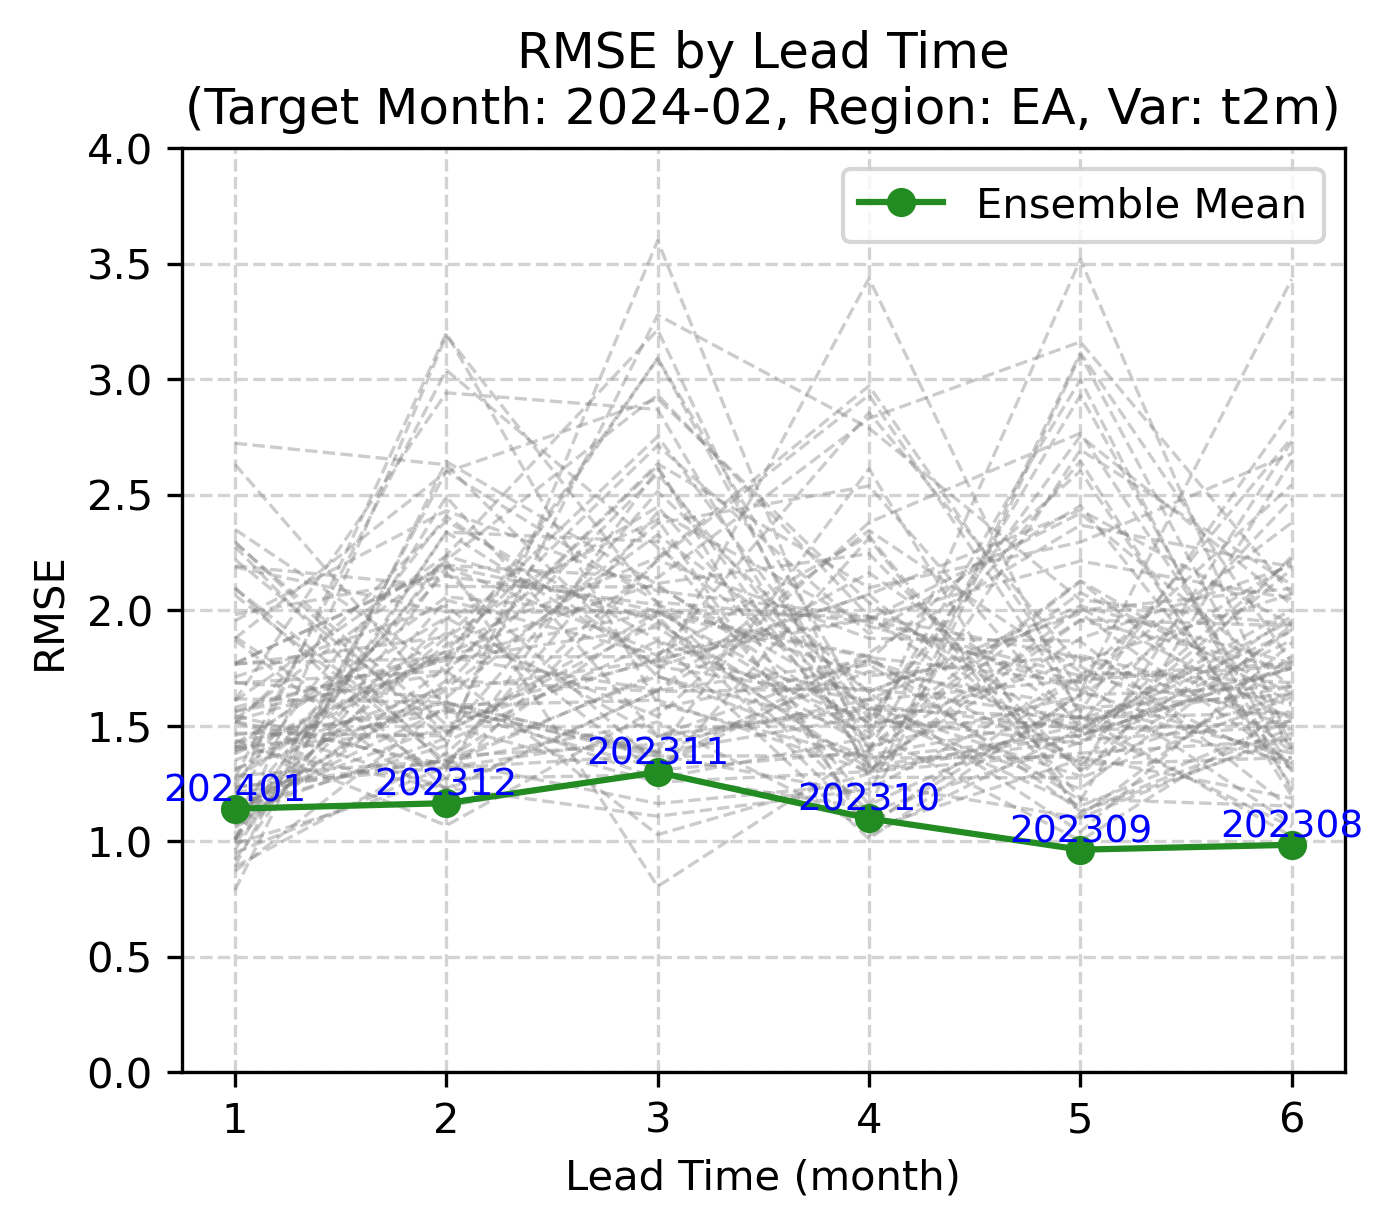 RMSE by Lead Time
(Target Month: 2024-02, Region: EA, Var: t2m)
4.0
3.5
3.0
2.5
2.0
1.5
1.0
0.5
0.0
RMSE
Ensemble Mean
202401
202312
202311
202310
202309
202308
1 2 3 4 5 6
Lead Time (month)